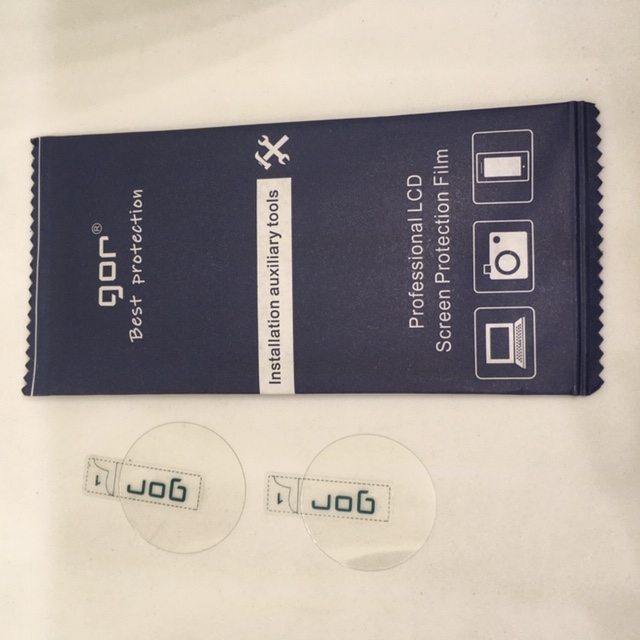 gor®
Best protection
Installation auxiliary tools
Professional LCD
Screen Protection Film
1
gor
1
gor